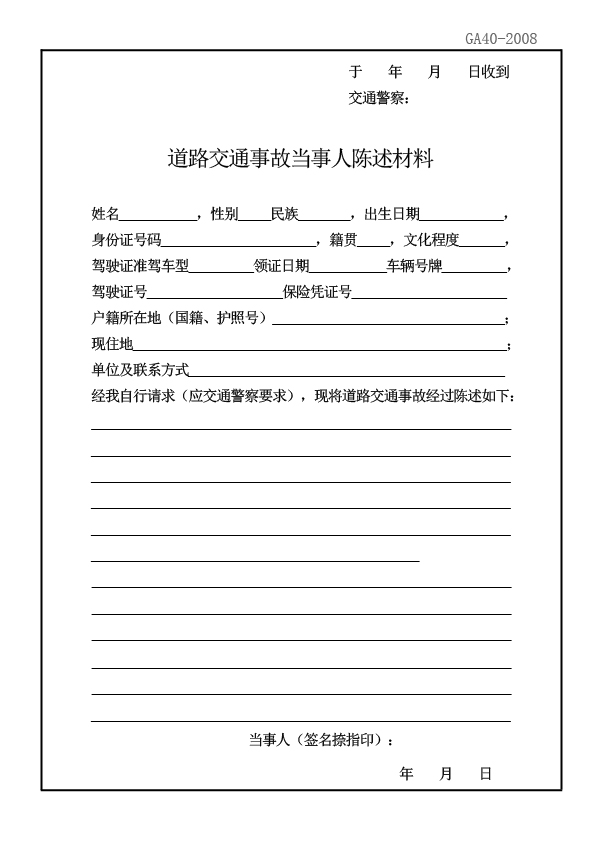 GA40-2008
于 年 月 日收到
交通警察：
道路交通事故当事人陈述材料
姓名__________，性别____民族______，出生日期__________，
身份证号码__________________，籍贯____，文化程度______，
驾驶证准驾车型________领证日期_________车辆号牌________，
驾驶证号________________保险凭证号__________________
户籍所在地（国籍、护照号）____________________________；
现住地______________________________________________；
单位及联系方式______________________________________
经我自行请求（应交通警察要求），现将道路交通事故经过陈述如下：
当事人（签名捺指印）：
年 月 日